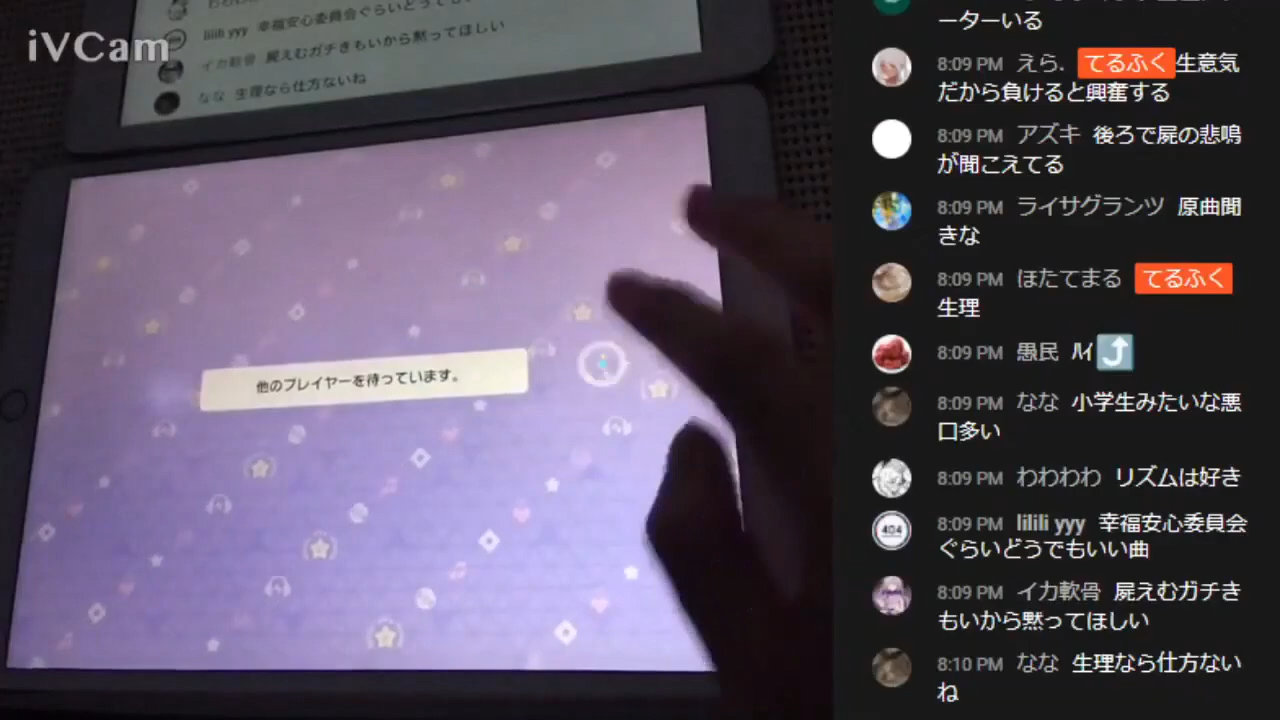 iVCam
lilili yyy 幸福安心委員会ぐらいどうでも
イカ軟骨 屍えむガチきもいから黙ってほしい
なな 生理なら仕方ないね
他のプレイヤーを待っています。
ーターいる
8:09 PM えら. てるふく 生意気
だから負けると興奮する
8:09 PM アズキ 後ろで屍の悲鳴
が聞こえてる
8:09 PM ライサグランツ 原曲聞
きな
8:09 PM ほたてまる てるふく
生理
8:09 PM 愚民 ﾙｲ⤴
8:09 PM なな 小学生みたいな悪
口多い
8:09 PM わわわわ リズムは好き
404
8:09 PM lilili yyy 幸福安心委員会
ぐらいどうでもいい曲
8:09 PM イカ軟骨 屍えむガチき
もいから黙ってほしい
8:10 PM なな 生理なら仕方ない
ね